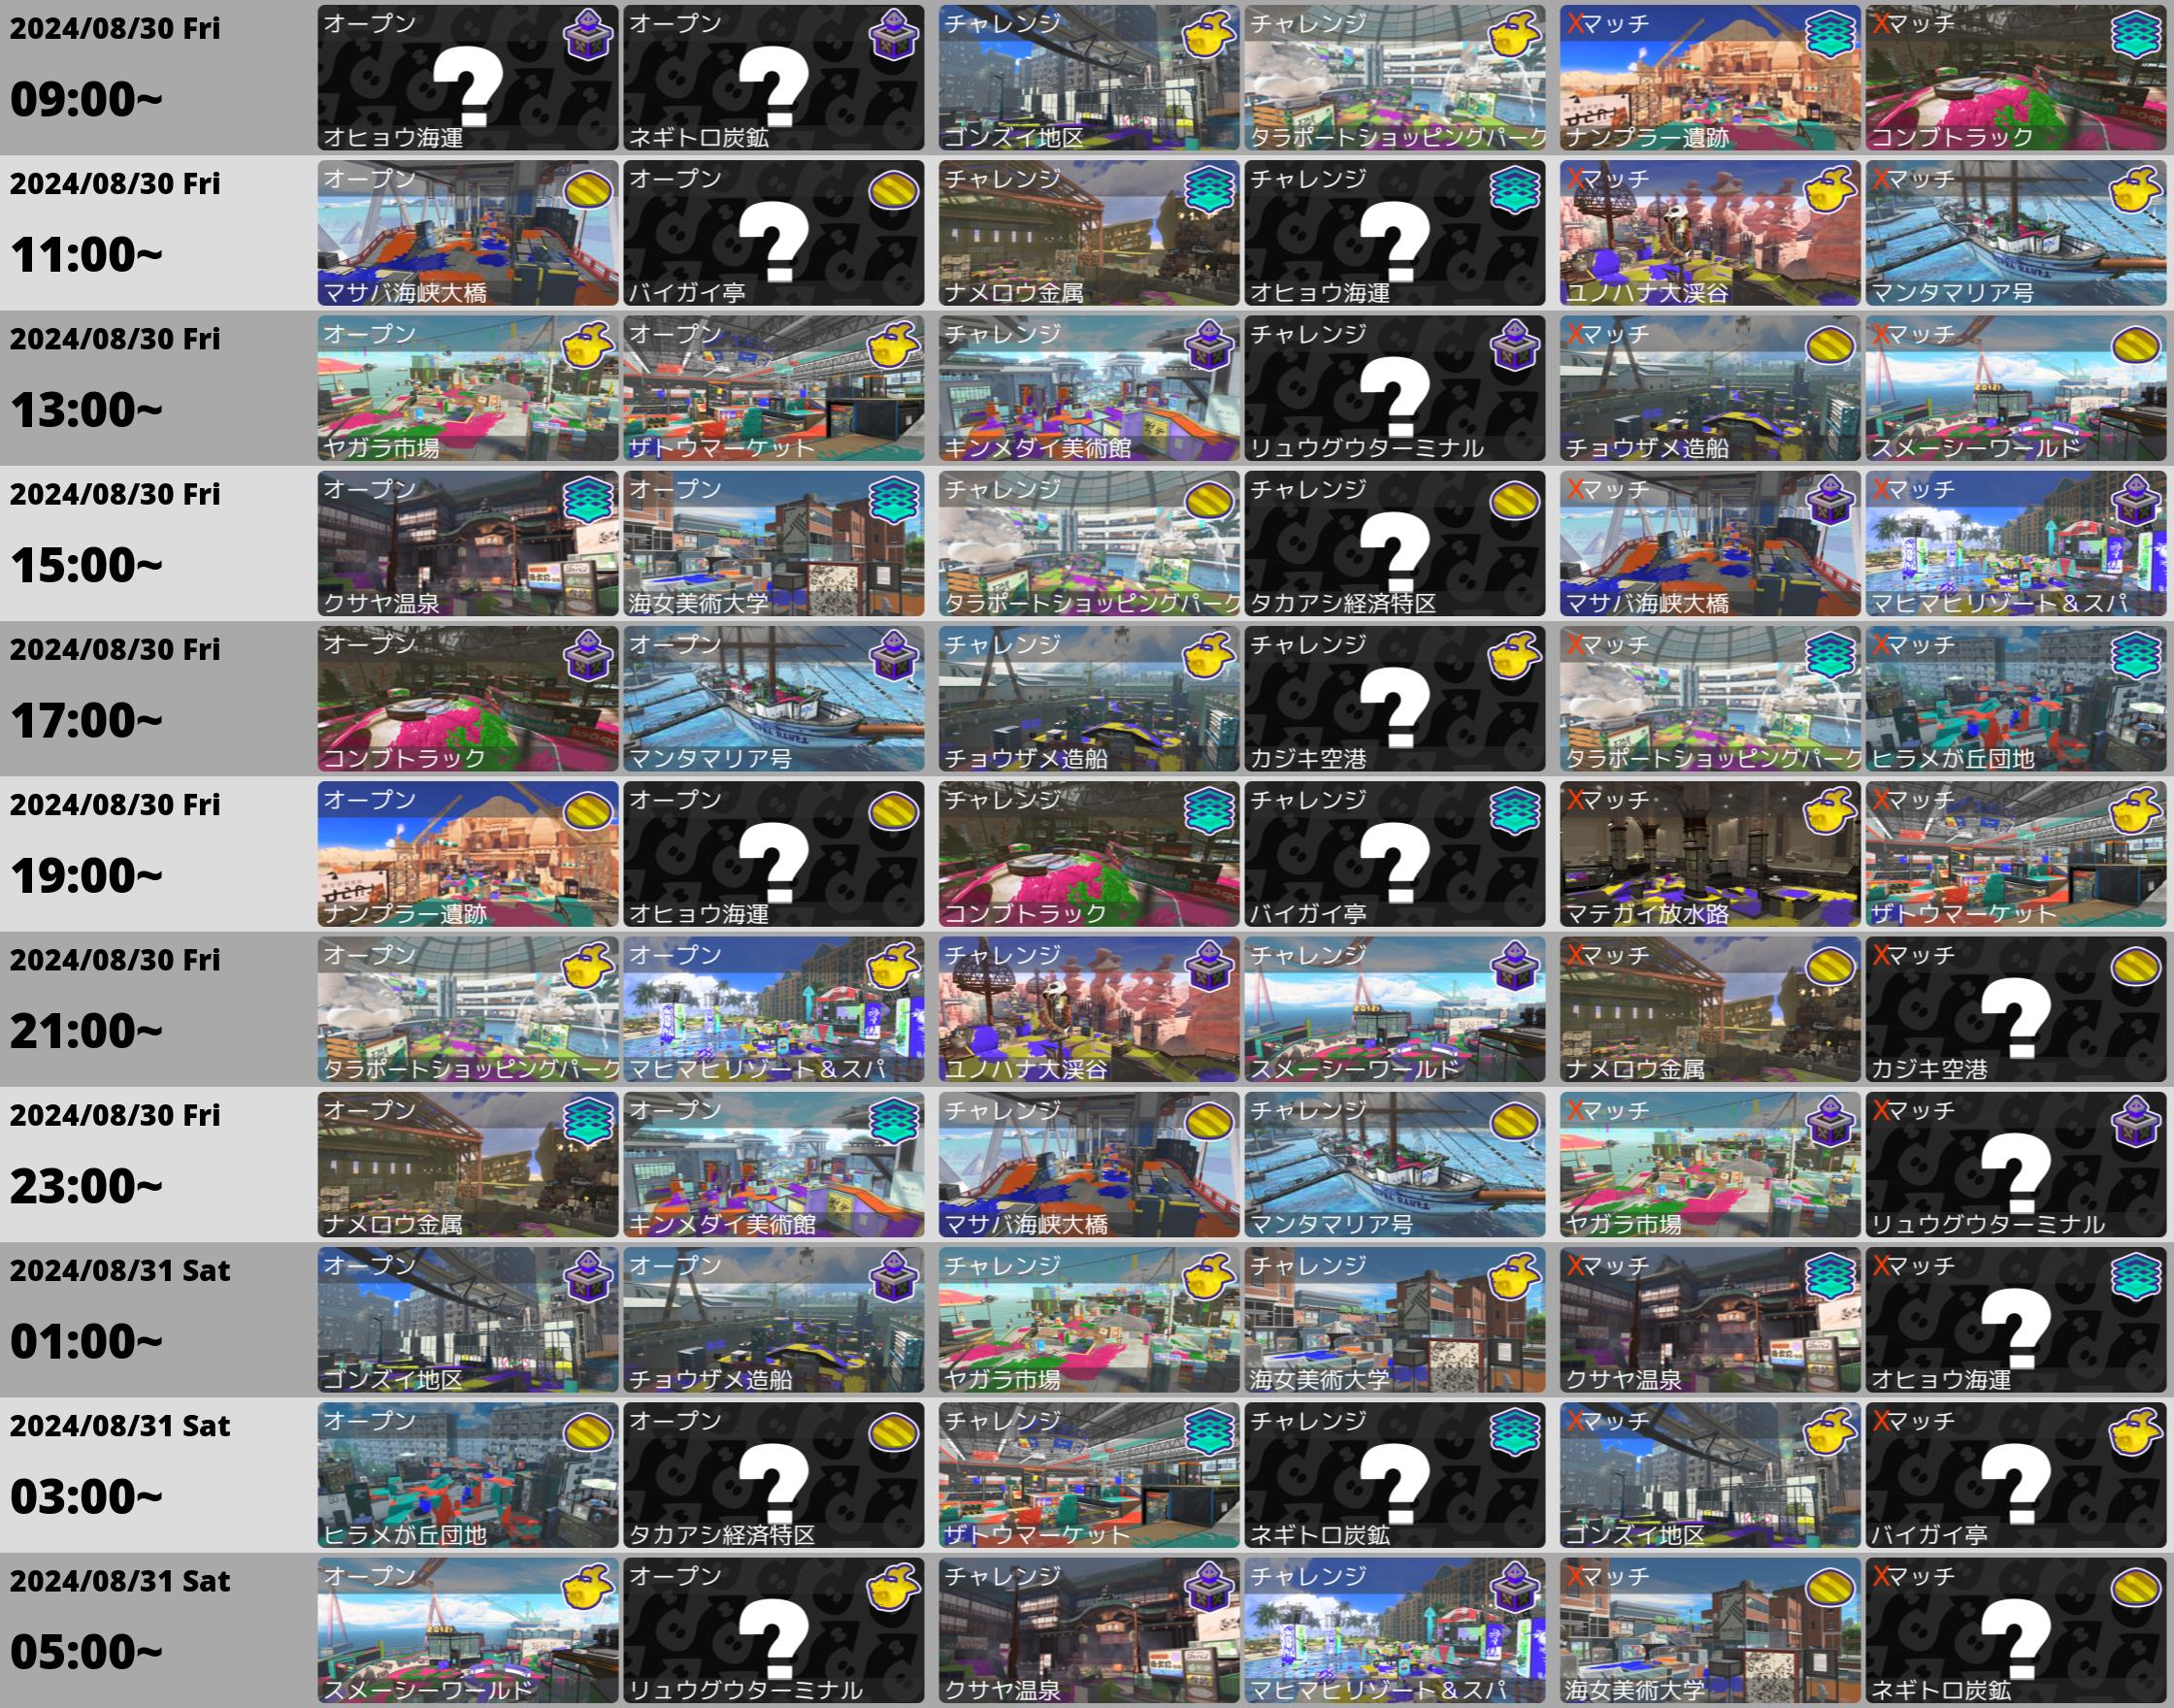 2024/08/30 Fri
09:00~
オープン
オヒョウ海運
オープン
ネギトロ炭鉱
チャレンジ
ゴンズイ地区
チャレンジ
タラポートショッピングパーク
Xマッチ
ナンプラー遺跡
Xマッチ
コンブトラック
2024/08/30 Fri
11:00~
オープン
マサバ海峡大橋
オープン
バイガイ亭
チャレンジ
ナメロウ金属
チャレンジ
オヒョウ海運
Xマッチ
ユノハナ大渓谷
Xマッチ
マンタマリア号
2024/08/30 Fri
13:00~
オープン
ヤガラ市場
オープン
ザトウマーケット
チャレンジ
キンメダイ美術館
チャレンジ
リュウグウターミナル
Xマッチ
チョウザメ造船
Xマッチ
スメーシーワールド
2024/08/30 Fri
15:00~
オープン
クサヤ温泉
オープン
海女美術大学
チャレンジ
タラポートショッピングパーク
チャレンジ
タカアシ経済特区
Xマッチ
マサバ海峡大橋
Xマッチ
マヒマヒリゾート＆スパ
2024/08/30 Fri
17:00~
オープン
コンブトラック
オープン
マンタマリア号
チャレンジ
チョウザメ造船
チャレンジ
カジキ空港
Xマッチ
タラポートショッピングパーク
Xマッチ
ヒラメが丘団地
2024/08/30 Fri
19:00~
オープン
ナンプラー遺跡
オープン
オヒョウ海運
チャレンジ
コンブトラック
チャレンジ
バイガイ亭
Xマッチ
マテガイ放水路
Xマッチ
ザトウマーケット
2024/08/30 Fri
21:00~
オープン
タラポートショッピングパーク
オープン
マヒマヒリゾート＆スパ
チャレンジ
ユノハナ大渓谷
チャレンジ
スメーシーワールド
Xマッチ
ナメロウ金属
Xマッチ
カジキ空港
2024/08/30 Fri
23:00~
オープン
ナメロウ金属
オープン
キンメダイ美術館
チャレンジ
マサバ海峡大橋
チャレンジ
マンタマリア号
Xマッチ
ヤガラ市場
Xマッチ
リュウグウターミナル
2024/08/31 Sat
01:00~
オープン
ゴンズイ地区
オープン
チョウザメ造船
チャレンジ
ヤガラ市場
チャレンジ
海女美術大学
Xマッチ
クサヤ温泉
Xマッチ
オヒョウ海運
2024/08/31 Sat
03:00~
オープン
ヒラメが丘団地
オープン
タカアシ経済特区
チャレンジ
ザトウマーケット
チャレンジ
ネギトロ炭鉱
Xマッチ
ゴンズイ地区
Xマッチ
バイガイ亭
2024/08/31 Sat
05:00~
オープン
スメーシーワールド
オープン
リュウグウターミナル
チャレンジ
クサヤ温泉
チャレンジ
マヒマヒリゾート＆スパ
Xマッチ
海女美術大学
Xマッチ
ネギトロ炭鉱